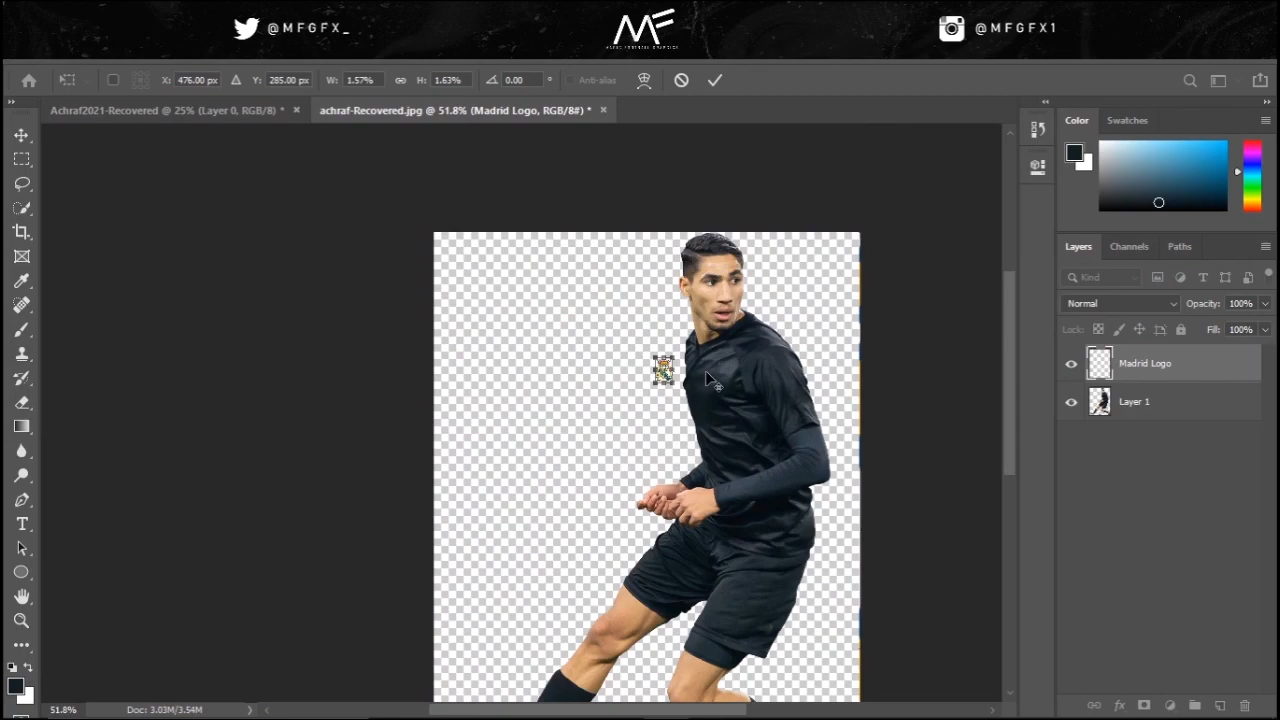 @MFGFX_
MF
@MFGFX1
X: 476.00 px Y: 285.00 px W: 1.57% H: 1.63% 0.00 ° Anti-alias
Achraf2021-Recovered @ 25% (Layer 0, RGB/8) * ×
achraf-Recovered.jpg @ 51.8% (Madrid Logo, RGB/8#) * ×
Color Swatches
Layers Channels Paths
Kind
Normal Opacity: 100%
Lock: Fill: 100%
Madrid Logo
Layer 1
51.8% Doc: 3.03M/3.54M